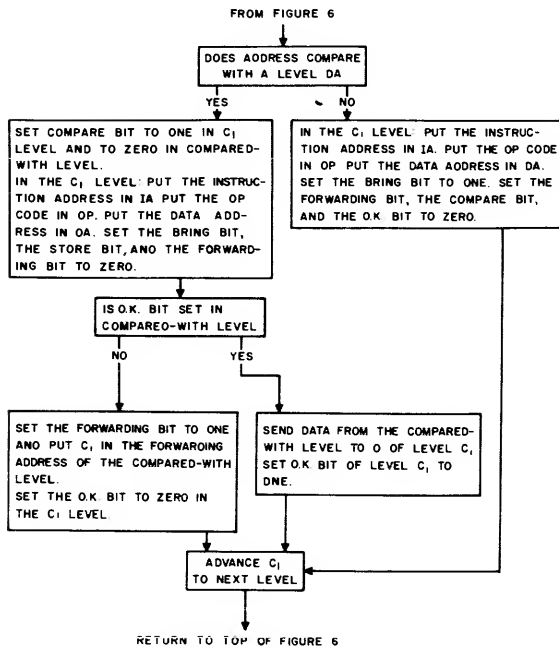 FROM FIGURE 6
DOES AODRESS COMPARE
WITH A LEVEL DA
YES
NO
SET COMPARE BIT TO ONE IN C1
LEVEL AND TO ZERO IN COMPARED-
WITH LEVEL.
IN THE C1 LEVEL: PUT THE INSTRUC-
TION ADDRESS IN IA PUT THE OP
CODE IN OP. PUT THE DATA ADD
RESS IN OA. SET THE BRING BIT,
THE STORE BIT, ANO THE FORWARD-
ING BIT TO ZERO.
IN THE C1 LEVEL: PUT THE INSTRUC-
TION ADDRESS IN IA. PUT THE OP CODE
IN OP PUT THE DATA AODRESS IN DA.
SET THE BRING BIT TO ONE. SET THE
FORWARDING BIT, THE COMPARE BIT,
AND THE O.K. BIT TO ZERO.
IS O.K. BIT SET IN
COMPAREO-WITH LEVEL
NO
YES
SET THE FORWARDING BIT TO ONE
ANO PUT C1 IN THE FORWAROING
ADDRESS OF THE COMPARED-WITH
LEVEL.
SET THE O.K. BIT TO ZERO IN
THE C1 LEVEL
SEND DATA FROM THE COMPARED-
WITH LEVEL TO O OF LEVEL C1
SET O.K. BIT OF LEVEL C1 TO
DNE.
ADVANCE C1
TO NEXT LEVEL
RETURN TO TOP OF FIGURE 6